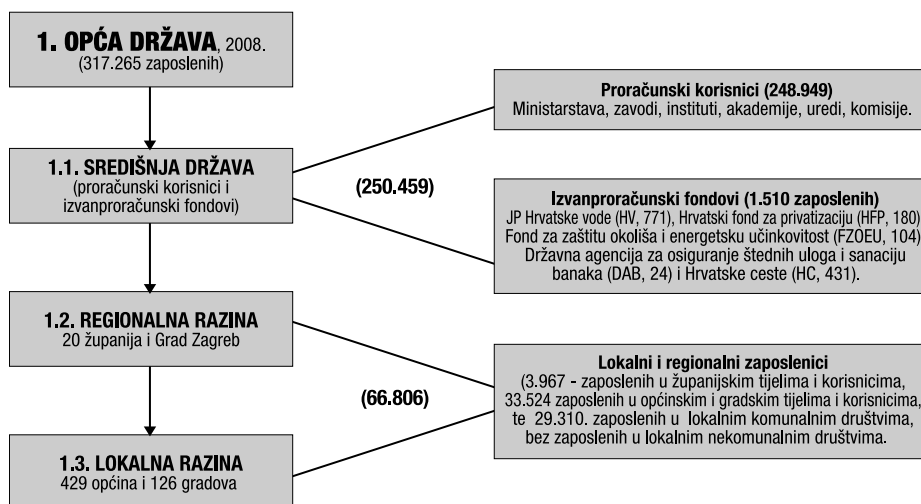 1. OPĆA DRŽAVA, 2008.
(317.265 zaposlenih)
Proračunski korisnici (248.949)
Ministarstava, zavodi, instituti, akademije, uredi, komisije.
1.1. SREDIŠNJA DRŽAVA
(proračunski korisnici i
izvanproračunski fondovi)
(250.459)
Izvanproračunski fondovi (1.510 zaposlenih)
JP Hrvatske vode (HV, 771), Hrvatski fond za privatizaciju (HFP, 180)
Fond za zaštitu okoliša i energetsku učinkovitost (FZOEU, 104)
Državna agencija za osiguranje štednih uloga i sanaciju
banaka (DAB, 24) i Hrvatske ceste (HC, 431).
1.2. REGIONALNA RAZINA
20 županija i Grad Zagreb
(66.806)
Lokalni i regionalni zaposlenici
(3.967 - zaposlenih u županijskim tijelima i korisnicima,
33.524 zaposlenih u općinskim i gradskim tijelima i korisnicima,
te 29.310. zaposlenih u lokalnim komunalnim društvima,
bez zaposlenih u lokalnim nekomunalnim društvima.
1.3. LOKALNA RAZINA
429 općina i 126 gradova